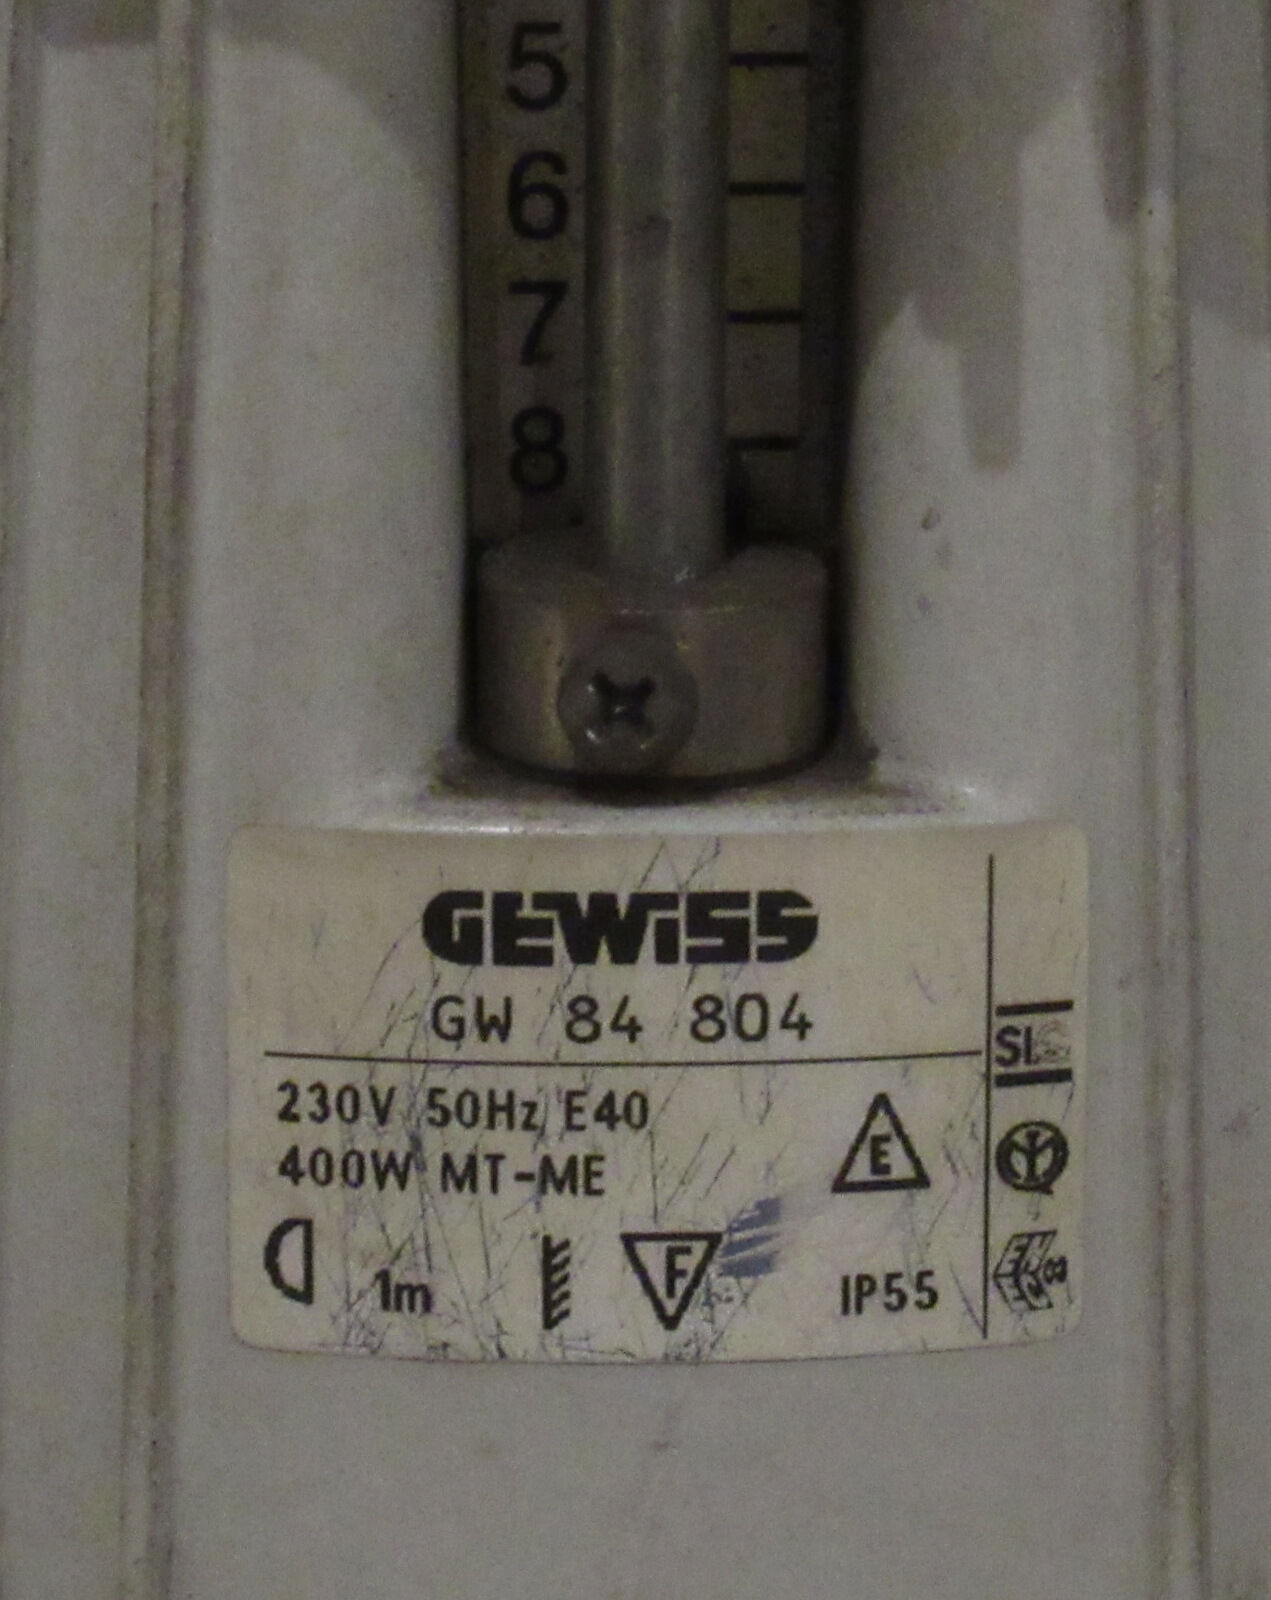 5
6
7
8
GEWISS
GW 84 804
230V 50Hz E40
400W MT-ME
E
1m
F
IP55